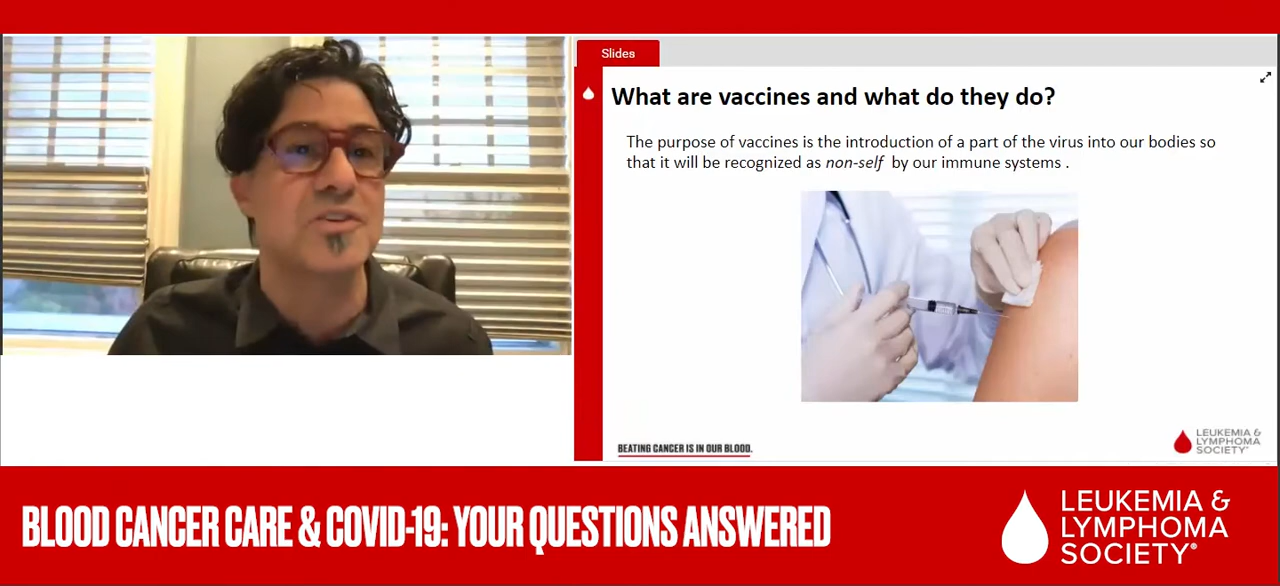 Slides
What are vaccines and what do they do?
The purpose of vaccines is the introduction of a part of the virus into our bodies so
that it will be recognized as non-self by our immune systems .
BEATING CANCER IS IN OUR BLOOD.
LEUKEMIA &
LYMPHOMA
SOCIETY
BLOOD CANCER CARE & COVID-19: YOUR QUESTIONS ANSWERED
LEUKEMIA &
LYMPHOMA
SOCIETY®